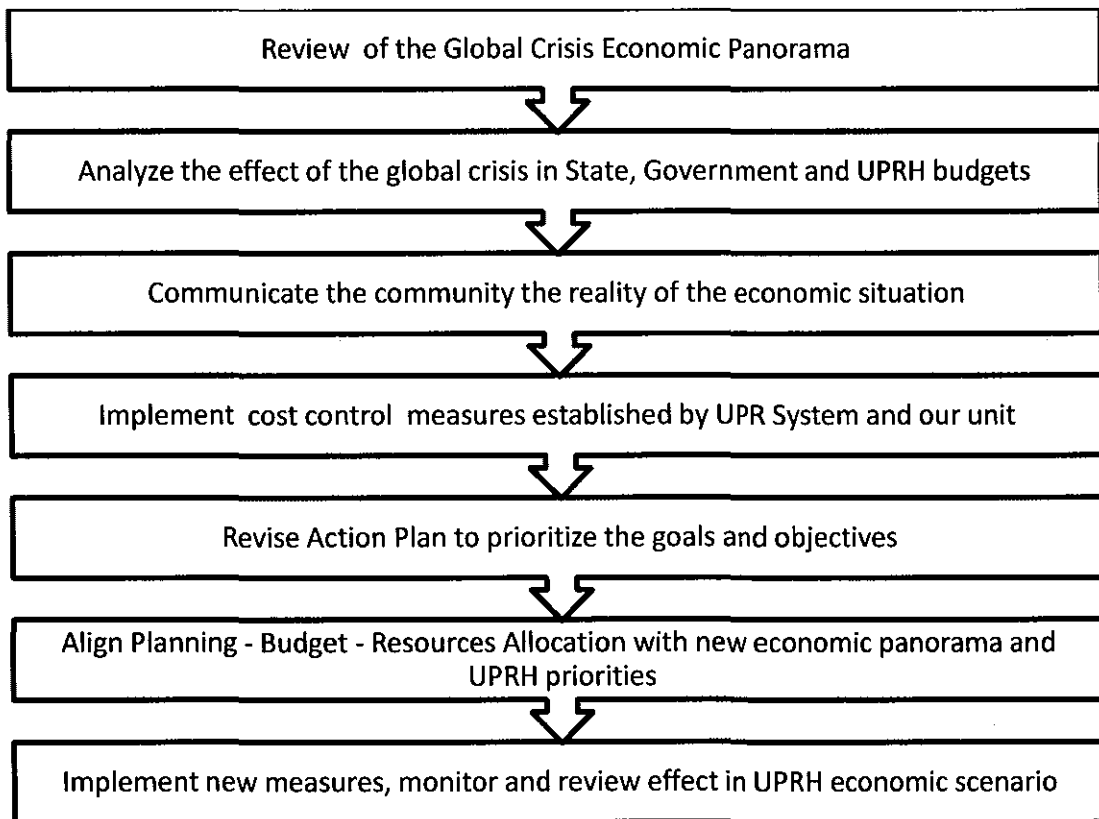 Review of the Global Crisis Economic Panorama
Analyze the effect of the global crisis in State, Government and UPRH budgets
Communicate the community the reality of the economic situation
Implement cost control measures established by UPR System and our unit
Revise Action Plan to prioritize the goals and objectives
Align Planning - Budget - Resources Allocation with new economic panorama and
UPRH priorities
Implement new measures, monitor and review effect in UPRH economic scenario